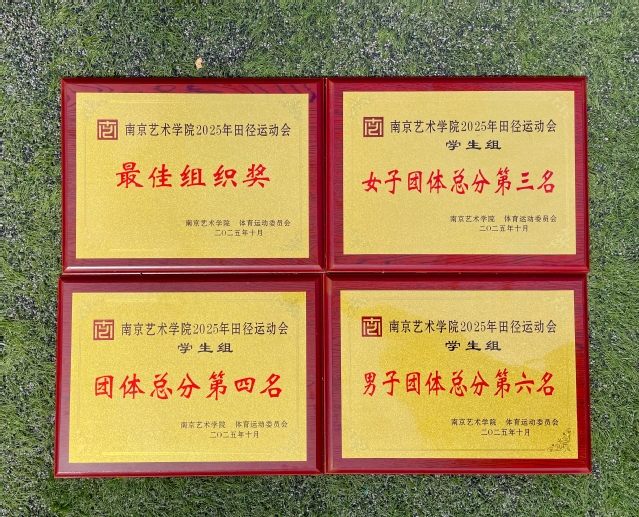 南京艺术学院2025年田径运动会
最佳组织奖
南京艺术学院 体育运动委员会
二〇二五年十月
南京艺术学院2025年田径运动会
学生组
女子团体总分第三名
南京艺术学院 体育运动委员会
二〇二五年十月
南京艺术学院2025年田径运动会
学生组
团体总分第四名
南京艺术学院 体育运动委员会
二〇二五年十月
南京艺术学院2025年田径运动会
学生组
男子团体总分第六名
南京艺术学院 体育运动委员会
二〇二五年十月